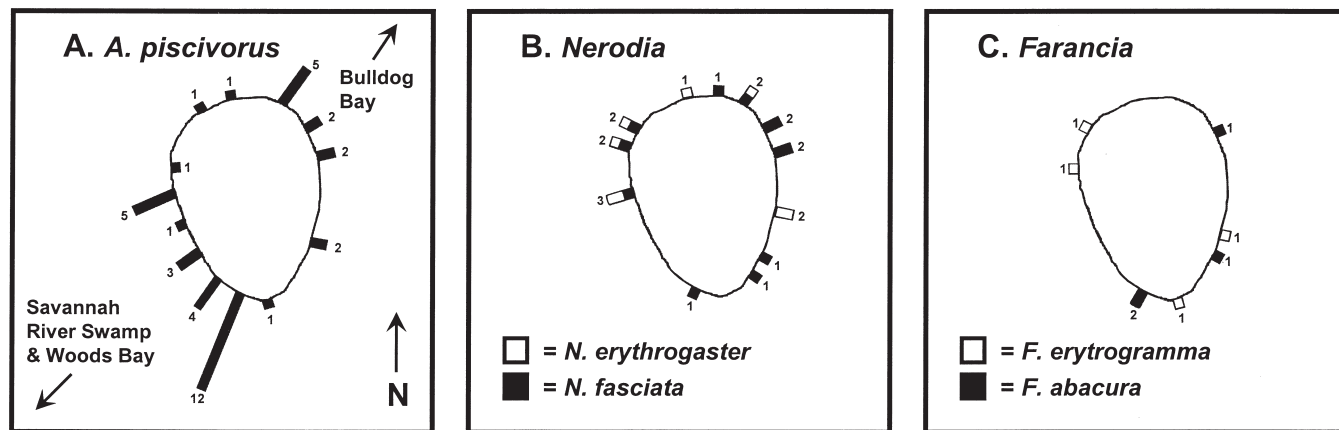 A. A. piscivorus
Bulldog
Bay
1
1
5
2
2
1
5
1
3
4
12
1
2
Savannah
River Swamp
& Woods Bay
N
B. Nerodia
1
1
2
2
2
2
2
3
2
1
1
1
= N. erythrogaster
= N. fasciata
C. Farancia
1
1
1
1
1
2
1
= F. erytrogramma
= F. abacura